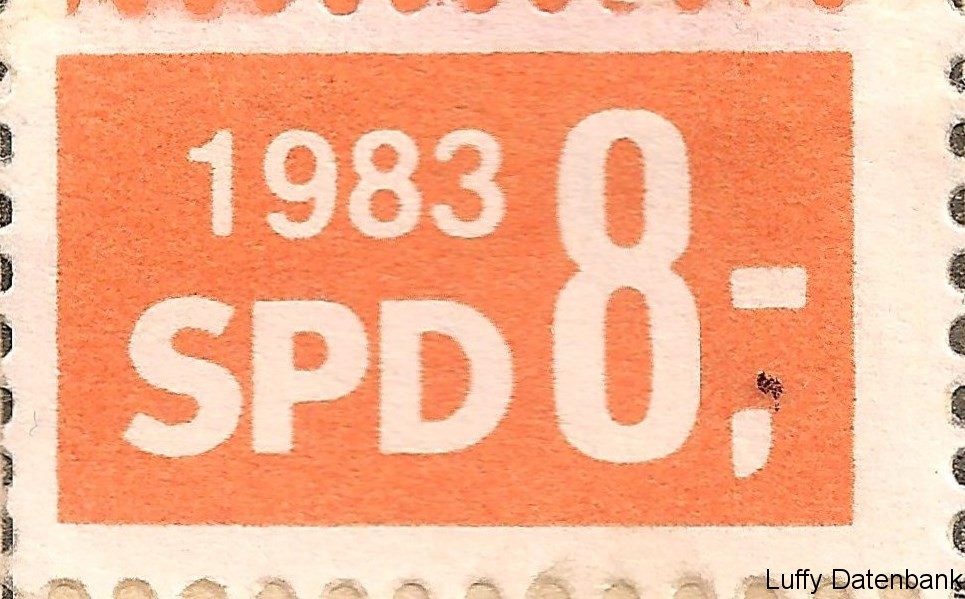 1983
SPD 8,-
Luffy Datenbank